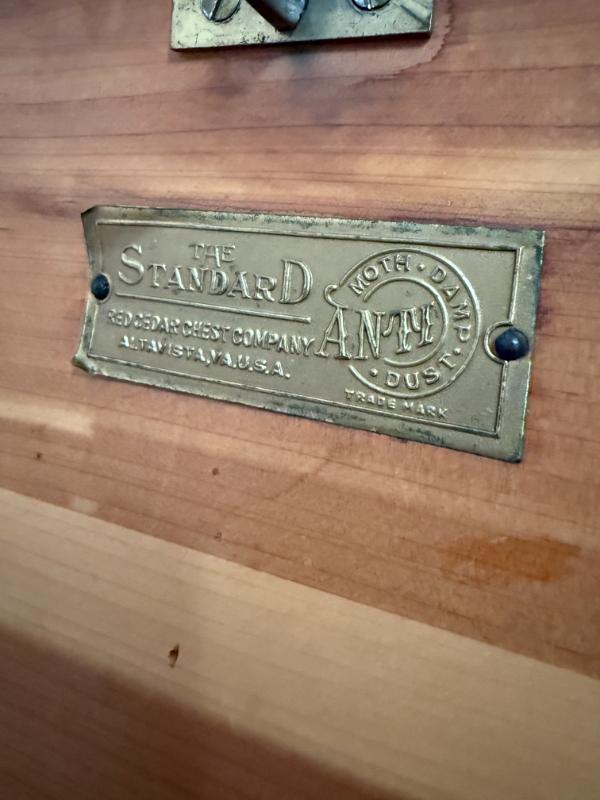 THE
STANDARD
RED CEDAR CHEST COMPANY
ALTAVISTA, VA. U.S.A.
MOTH · DAMP
ANTI
· DUST ·
TRADE MARK